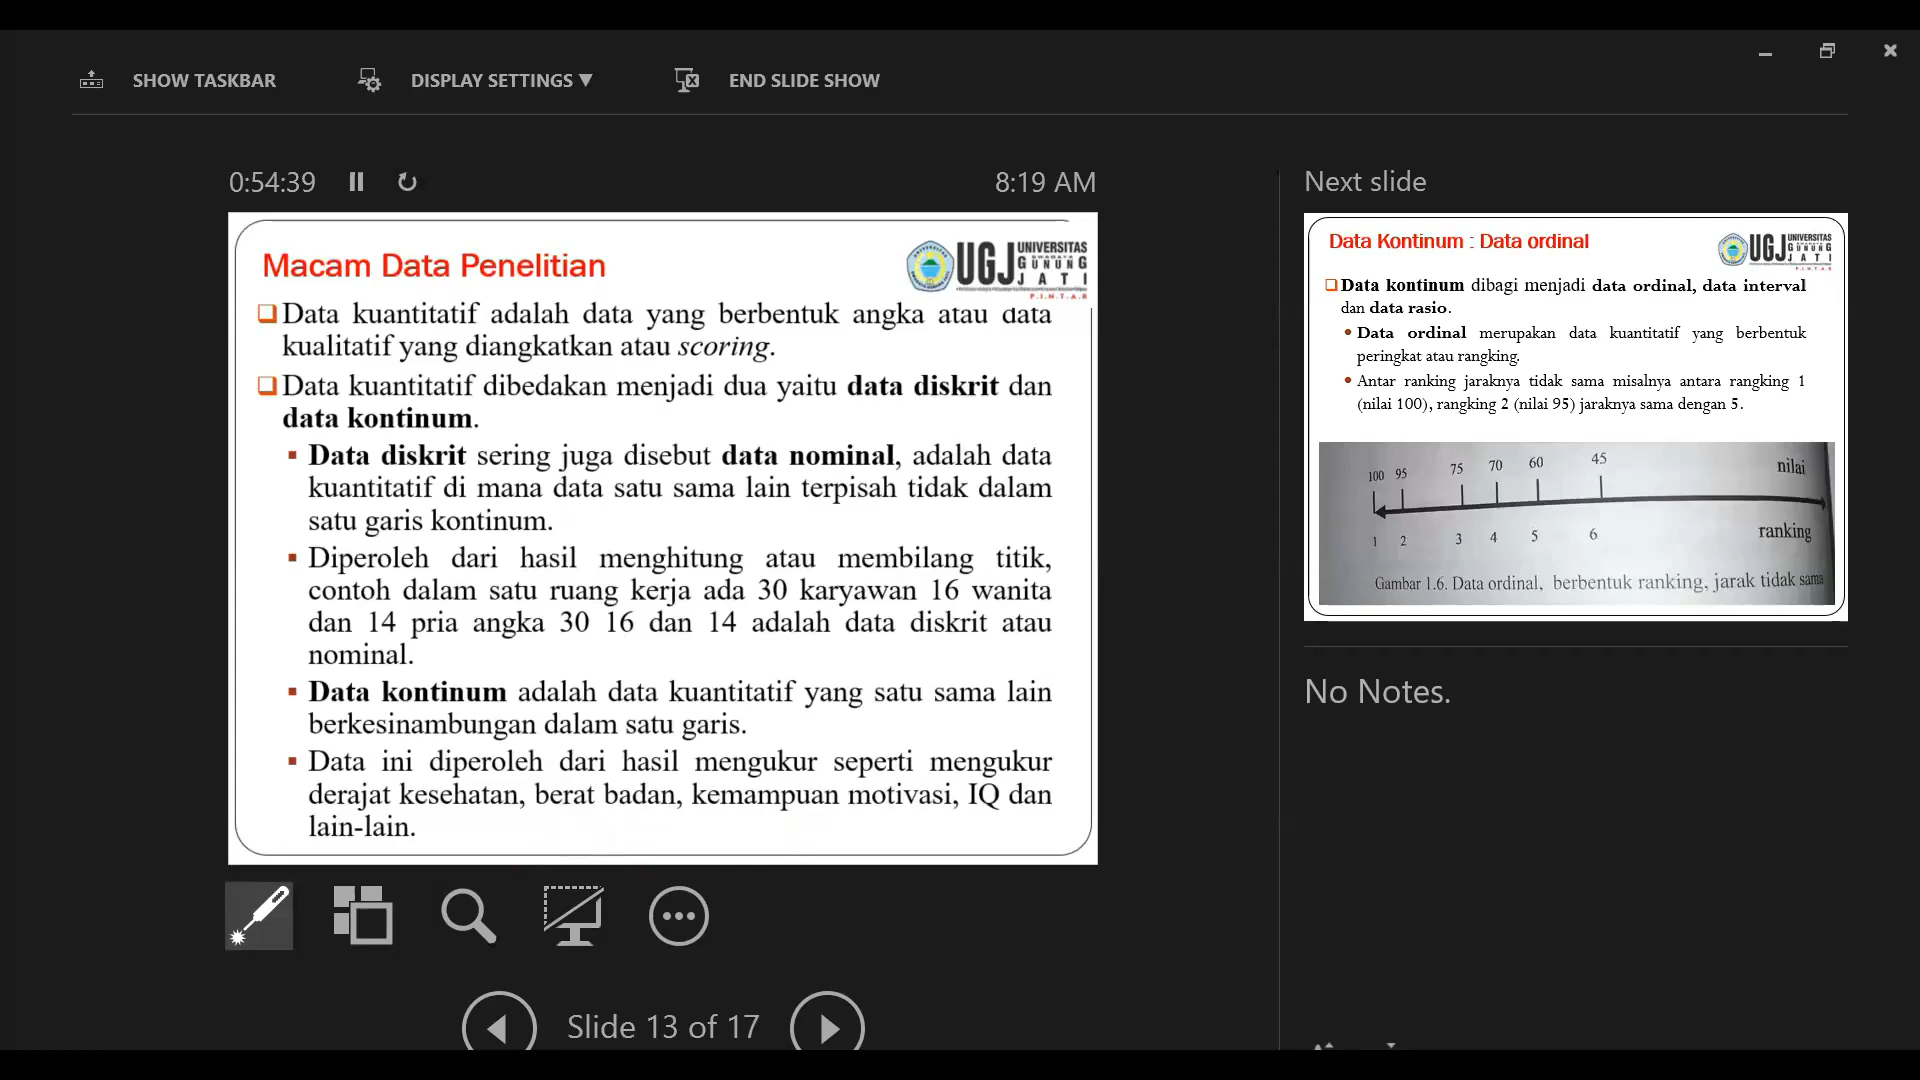 SHOW TASKBAR
DISPLAY SETTINGS ▼
END SLIDE SHOW
0:54:39
8:19 AM
Macam Data Penelitian
UGJ UNIVERSITAS
GUNUNG
JATI
P.I.N.T.A.R
Data kuantitatif adalah data yang berbentuk angka atau data
kualitatif yang diangkatkan atau scoring.
Data kuantitatif dibedakan menjadi dua yaitu data diskrit dan
data kontinum.
Data diskrit sering juga disebut data nominal, adalah data
kuantitatif di mana data satu sama lain terpisah tidak dalam
satu garis kontinum.
Diperoleh dari hasil menghitung atau membilang titik,
contoh dalam satu ruang kerja ada 30 karyawan 16 wanita
dan 14 pria angka 30 16 dan 14 adalah data diskrit atau
nominal.
Data kontinum adalah data kuantitatif yang satu sama lain
berkesinambungan dalam satu garis.
Data ini diperoleh dari hasil mengukur seperti mengukur
derajat kesehatan, berat badan, kemampuan motivasi, IQ dan
lain-lain.
Slide 13 of 17
Next slide
Data Kontinum : Data ordinal
UGJ UNIVERSITAS
GUNUNG
JATI
P.I.N.T.A.R
Data kontinum dibagi menjadi data ordinal, data interval
dan data rasio.
Data ordinal merupakan data kuantitatif yang berbentuk
peringkat atau rangking.
Antar ranking jaraknya tidak sama misalnya antara rangking 1
(nilai 100), rangking 2 (nilai 95) jaraknya sama dengan 5.
100 95 75 70 60 45 nilai
1 2 3 4 5 6 ranking
Gambar 1.6. Data ordinal, berbentuk ranking, jarak tidak sama
No Notes.